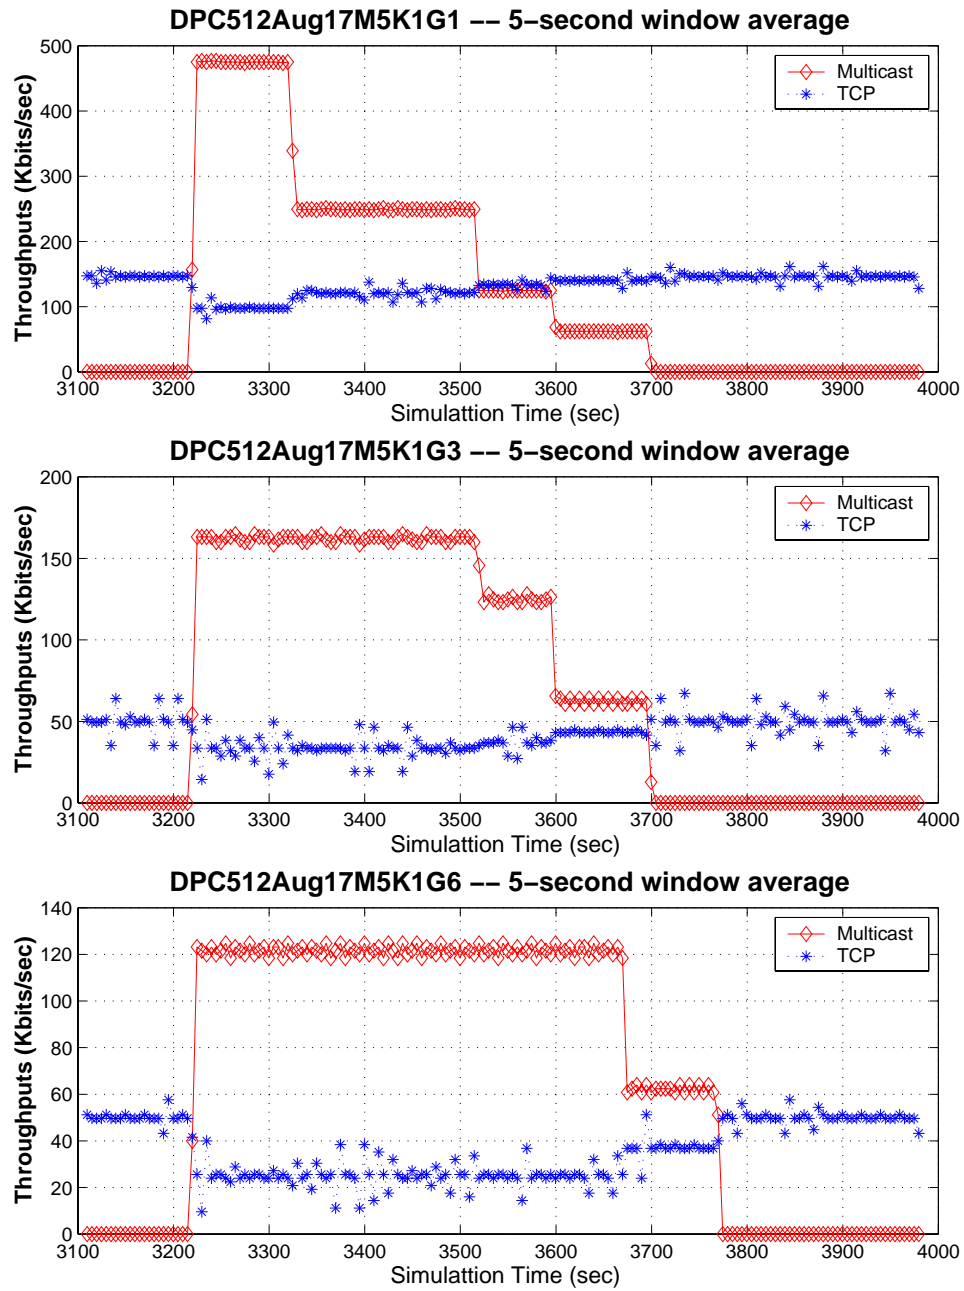 DPC512Aug17M5K1G1 −− 5−second window average
Throughputs (Kbits/sec)
500
400
300
200
100
0
Multicast
TCP
3100 3200 3300 3400 3500 3600 3700 3800 3900 4000
Simulattion Time (sec)
DPC512Aug17M5K1G3 −− 5−second window average
Throughputs (Kbits/sec)
200
150
100
50
0
Multicast
TCP
3100 3200 3300 3400 3500 3600 3700 3800 3900 4000
Simulattion Time (sec)
DPC512Aug17M5K1G6 −− 5−second window average
Throughputs (Kbits/sec)
140
120
100
80
60
40
20
0
Multicast
TCP
3100 3200 3300 3400 3500 3600 3700 3800 3900 4000
Simulattion Time (sec)